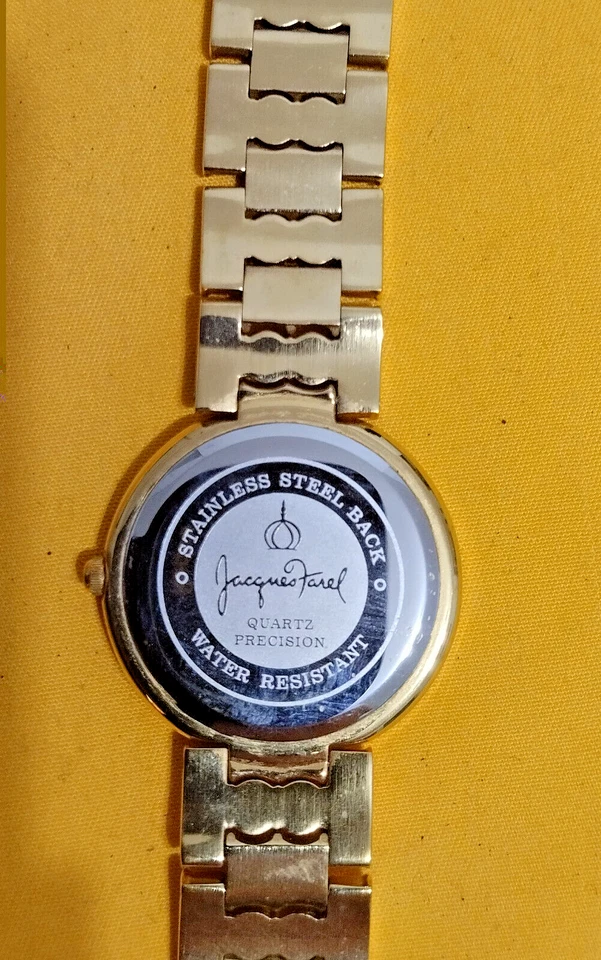 STAINLESS STEEL BACK
Jacques Farel
QUARTZ
PRECISION
WATER RESISTANT